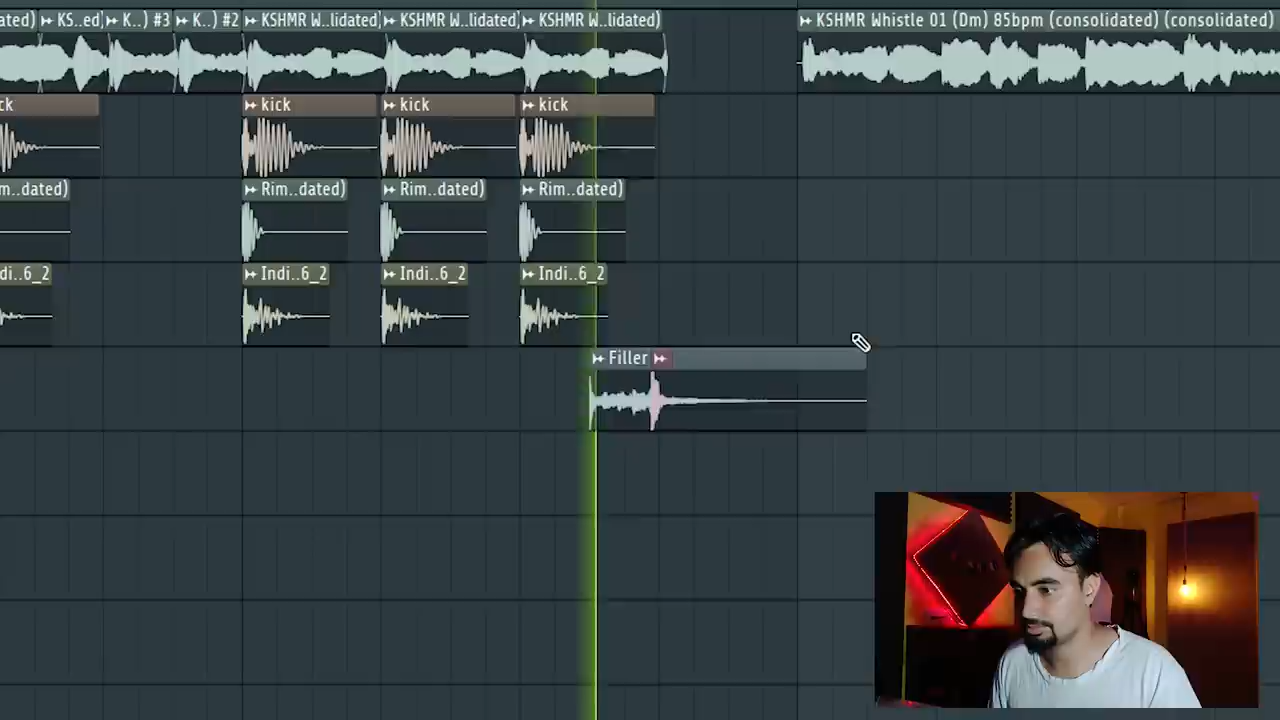 ated) KS..ed) K..) #3 K..) #2 KSHMR W..lidated) KSHMR W..lidated) KSHMR W..lidated) KSHMR Whistle 01 (Dm) 85bpm (consolidated) (consolidated)
ck kick kick kick
m..dated) Rim..dated) Rim..dated) Rim..dated)
di..6_2 Indi..6_2 Indi..6_2 Indi..6_2
Filler